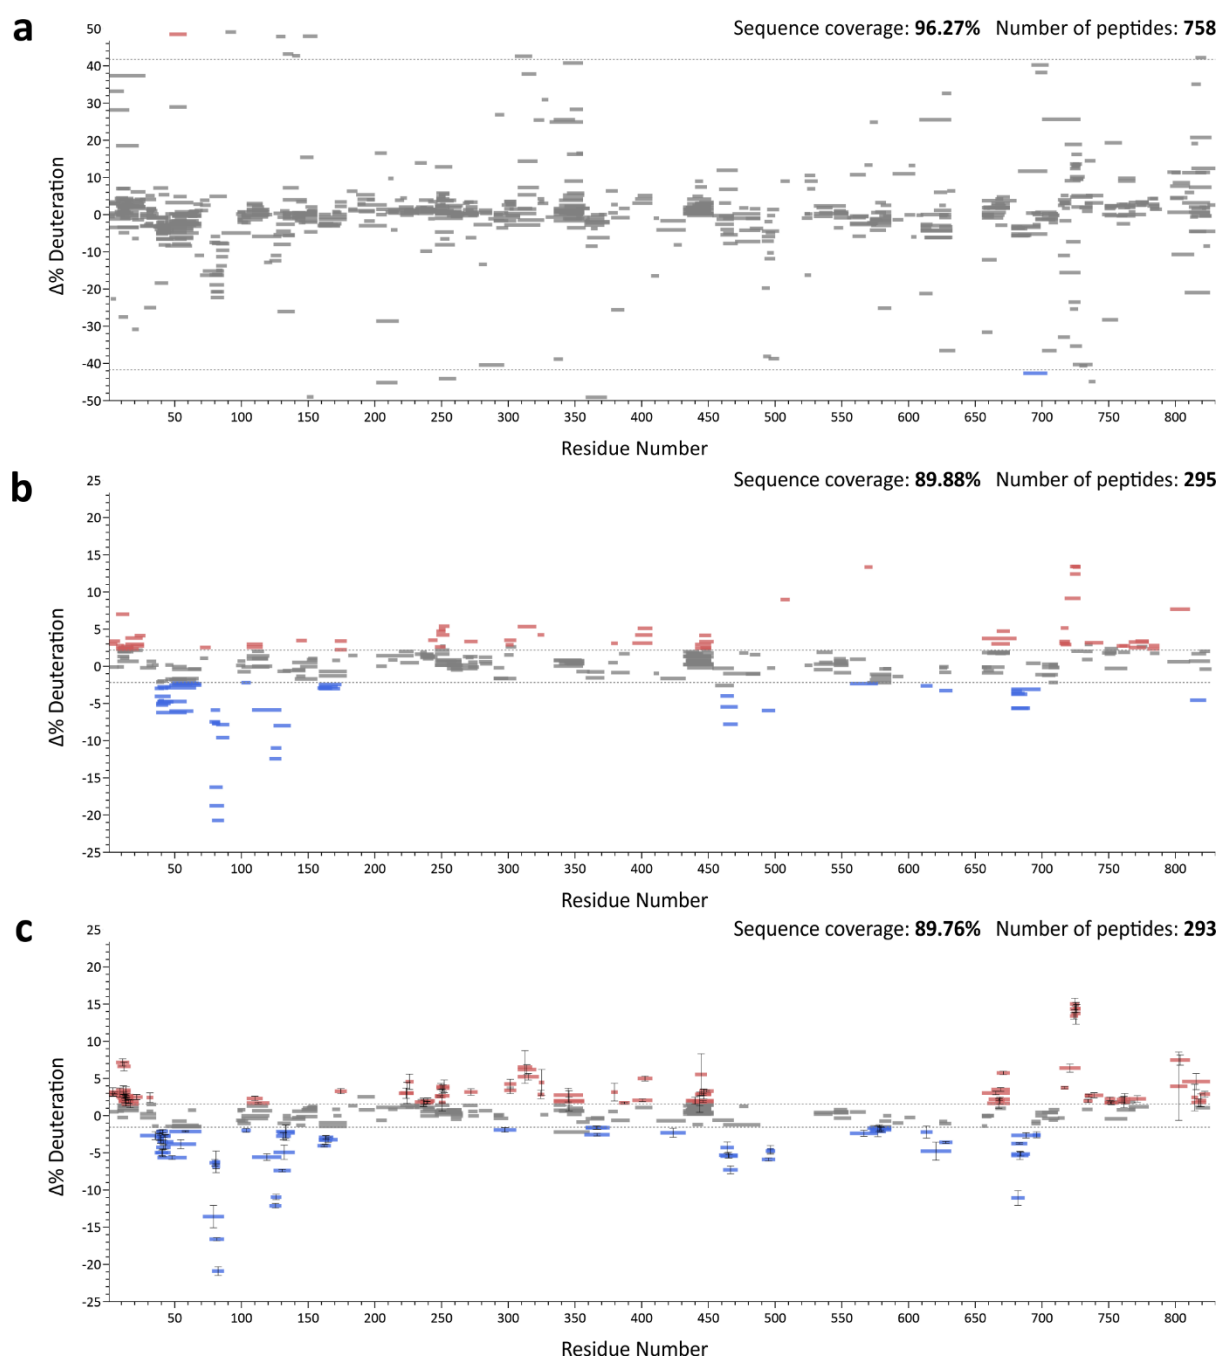 a
Sequence coverage: 96.27% Number of peptides: 758
50
40
30
20
10
0
-10
-20
-30
-40
-50
Δ% Deuteration
50 100 150 200 250 300 350 400 450 500 550 600 650 700 750 800
Residue Number
b
Sequence coverage: 89.88% Number of peptides: 295
25
20
15
10
5
0
-5
-10
-15
-20
-25
Δ% Deuteration
50 100 150 200 250 300 350 400 450 500 550 600 650 700 750 800
Residue Number
c
Sequence coverage: 89.76% Number of peptides: 293
25
20
15
10
5
0
-5
-10
-15
-20
-25
Δ% Deuteration
50 100 150 200 250 300 350 400 450 500 550 600 650 700 750 800
Residue Number